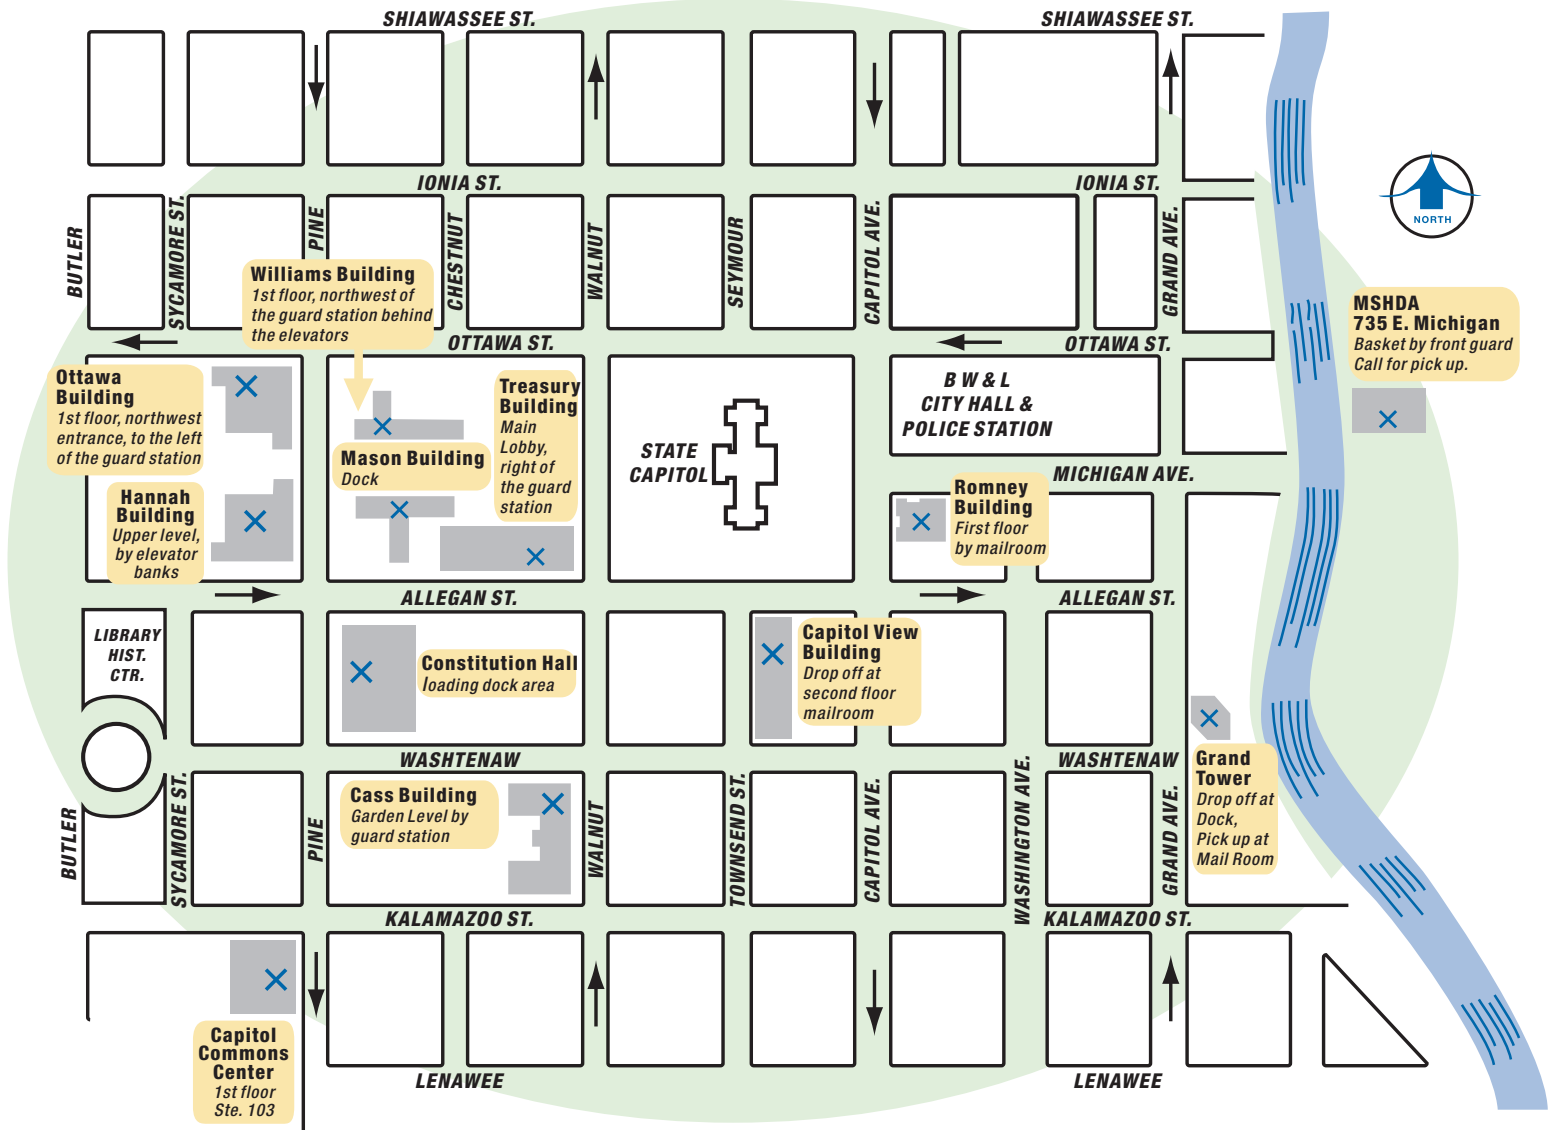 SHIAWASSEE ST.
SHIAWASSEE ST.
IONIA ST.
IONIA ST.
BUTLER
SYCAMORE ST.
PINE
CHESTNUT
WALNUT
SEYMOUR
CAPITOL AVE.
GRAND AVE.
NORTH
Williams Building
1st floor, northwest of
the guard station behind
the elevators
MSHDA
735 E. Michigan
Basket by front guard
Call for pick up.
OTTAWA ST.
OTTAWA ST.
Ottawa
Building
1st floor, northwest
entrance, to the left
of the guard station
Treasury
Building
Main
Lobby,
right of
the guard
station
B W & L
CITY HALL &
POLICE STATION
Mason Building
Dock
STATE
CAPITOL
MICHIGAN AVE.
Hannah
Building
Upper level,
by elevator
banks
Romney
Building
First floor
by mailroom
ALLEGAN ST.
ALLEGAN ST.
LIBRARY
HIST.
CTR.
Constitution Hall
loading dock area
Capitol View
Building
Drop off at
second floor
mailroom
WASHTENAW
WASHTENAW
Grand
Tower
Drop off at
Dock,
Pick up at
Mail Room
Cass Building
Garden Level by
guard station
BUTLER
SYCAMORE ST.
PINE
WALNUT
TOWNSEND ST.
CAPITOL AVE.
WASHINGTON AVE.
GRAND AVE.
KALAMAZOO ST.
KALAMAZOO ST.
Capitol
Commons
Center
1st floor
Ste. 103
LENAWEE
LENAWEE